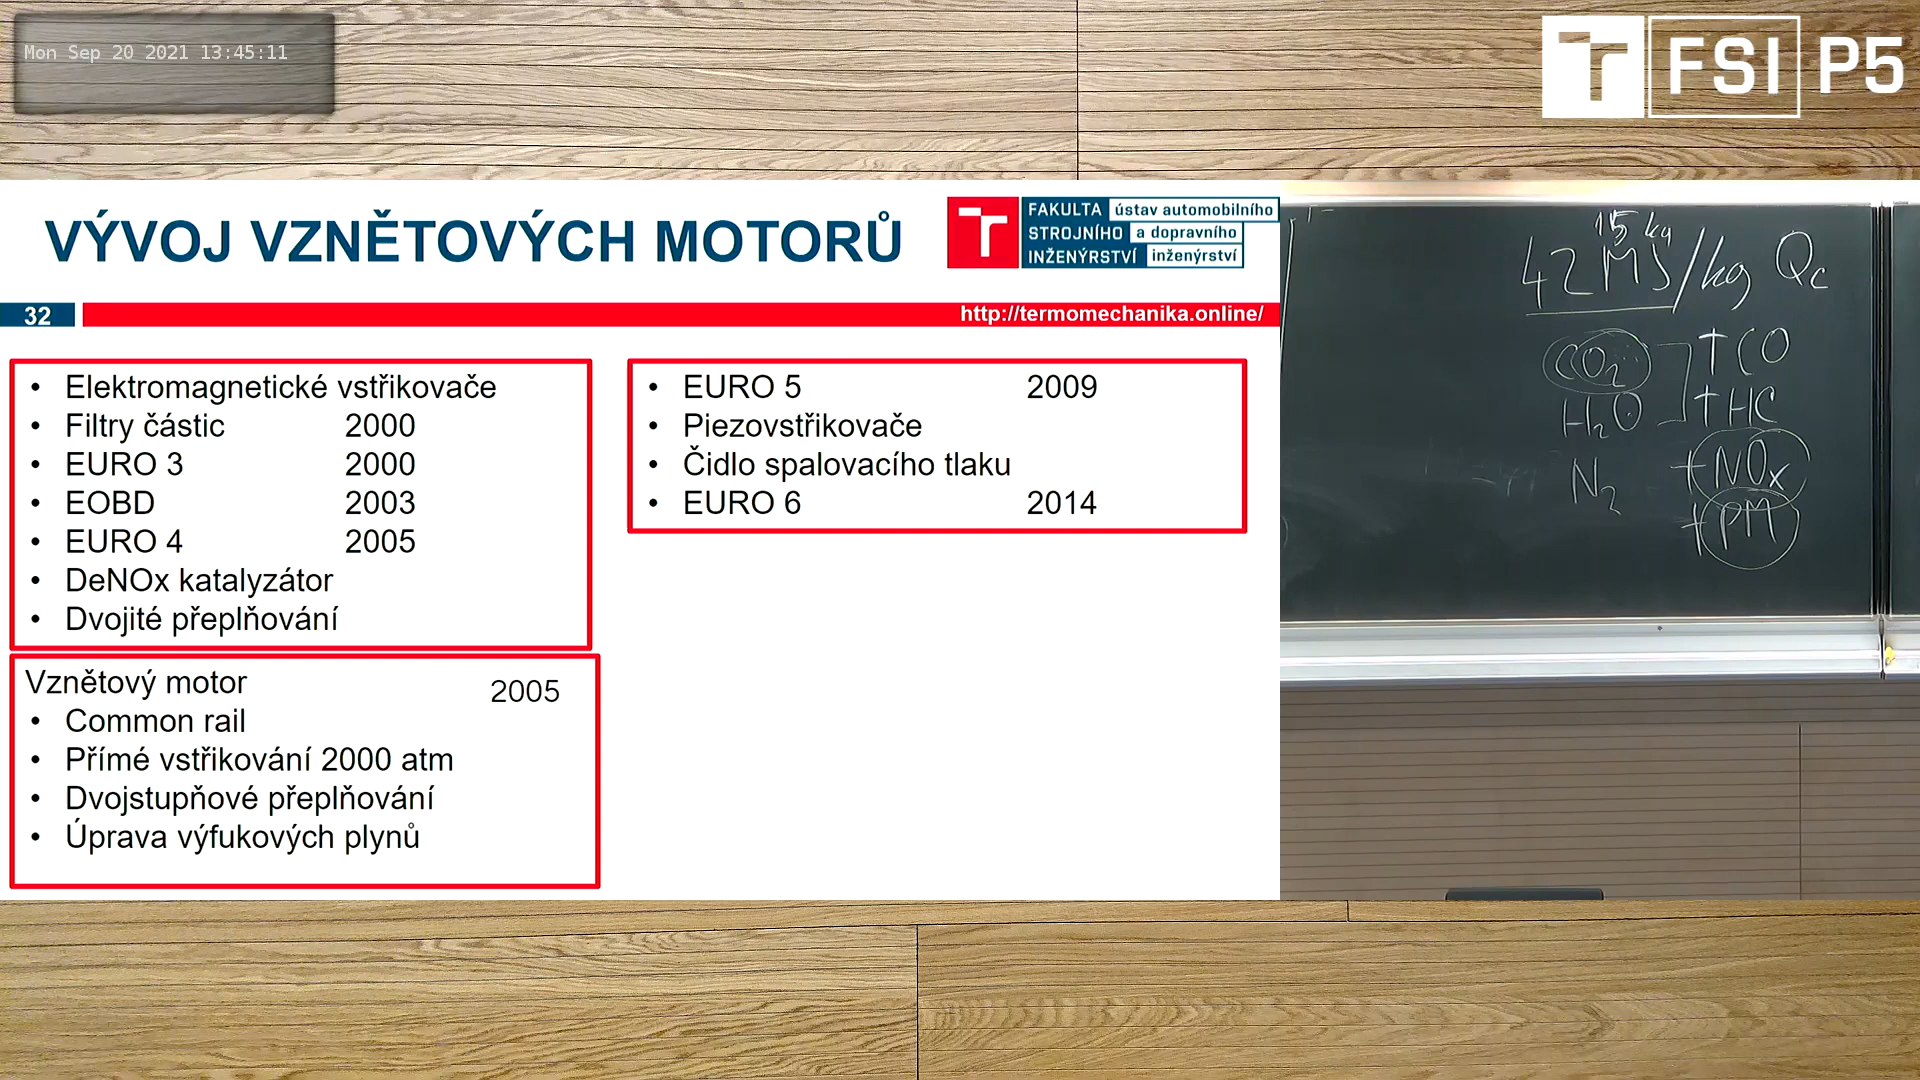 Mon Sep 20 2021 13:45:11
FSI P5
VÝVOJ VZNĚTOVÝCH MOTORŮ
FAKULTA ústav automobilního
STROJNÍHO a dopravního
INŽENÝRSTVÍ inženýrství
32
http://termomechanika.online/
• Elektromagnetické vstřikovače
• Filtry částic 2000
• EURO 3 2000
• EOBD 2003
• EURO 4 2005
• DeNOx katalyzátor
• Dvojité přeplňování
Vznětový motor 2005
• Common rail
• Přímé vstřikování 2000 atm
• Dvojstupňové přeplňování
• Úprava výfukových plynů
• EURO 5 2009
• Piezovstřikovače
• Čidlo spalovacího tlaku
• EURO 6 2014
15 kg
42 MJ/kg Qc
CO2 + CO
H2O + HC
N2 + NOx
+ PM